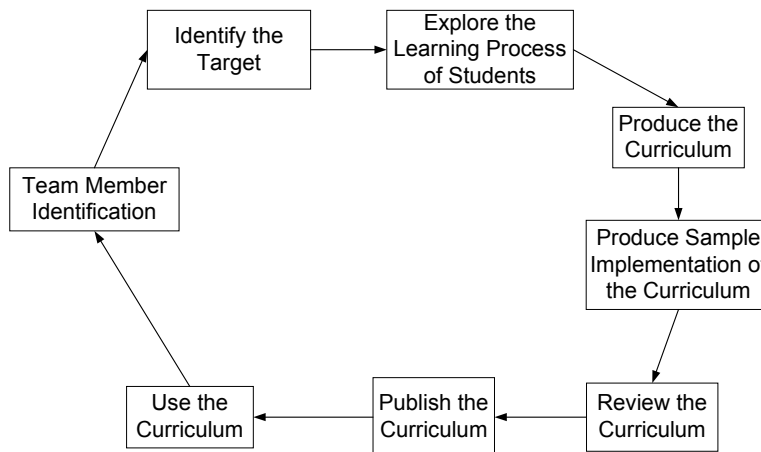 Identify the
Target
Explore the
Learning Process
of Students
Produce the
Curriculum
Produce Sample
Implementation of
the Curriculum
Review the
Curriculum
Publish the
Curriculum
Use the
Curriculum
Team Member
Identification